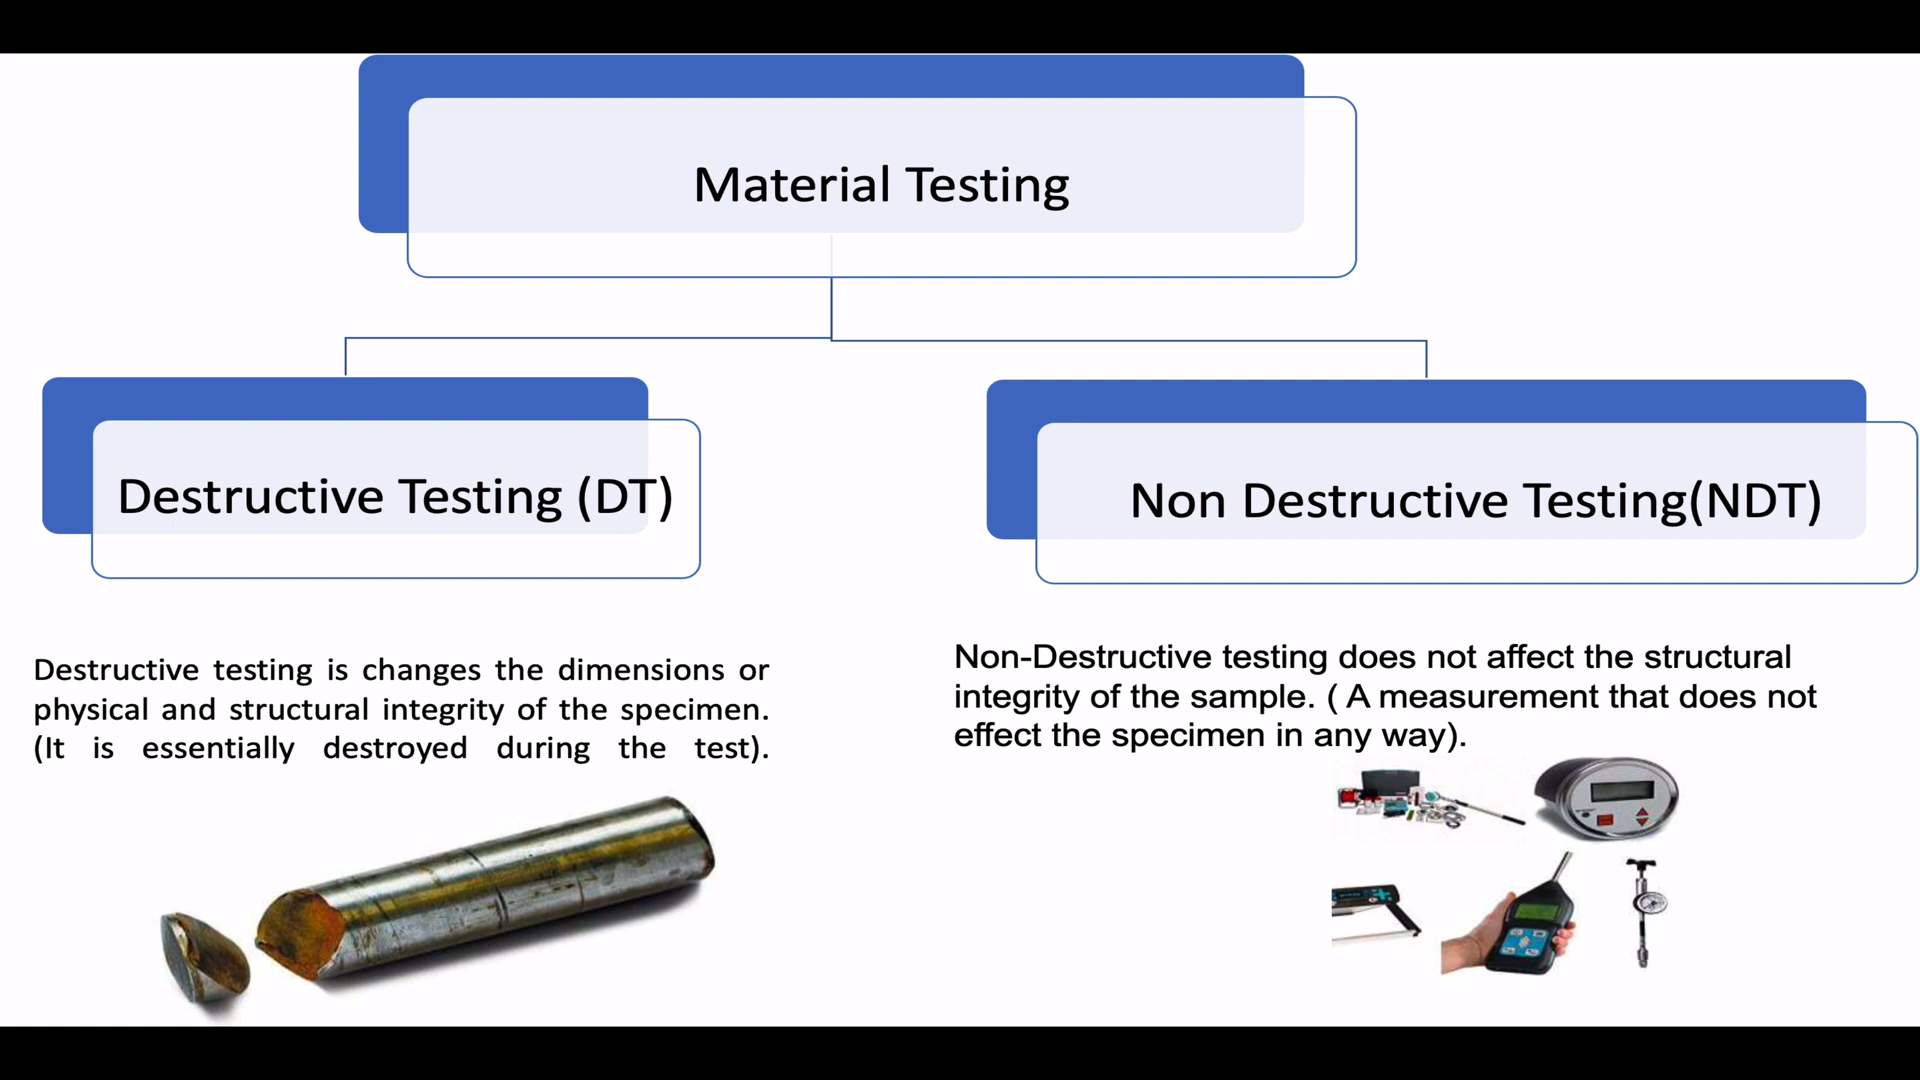 Material Testing
Destructive Testing (DT)
Non Destructive Testing(NDT)
Destructive testing is changes the dimensions or
physical and structural integrity of the specimen.
(It is essentially destroyed during the test).
Non-Destructive testing does not affect the structural
integrity of the sample. ( A measurement that does not
effect the specimen in any way).